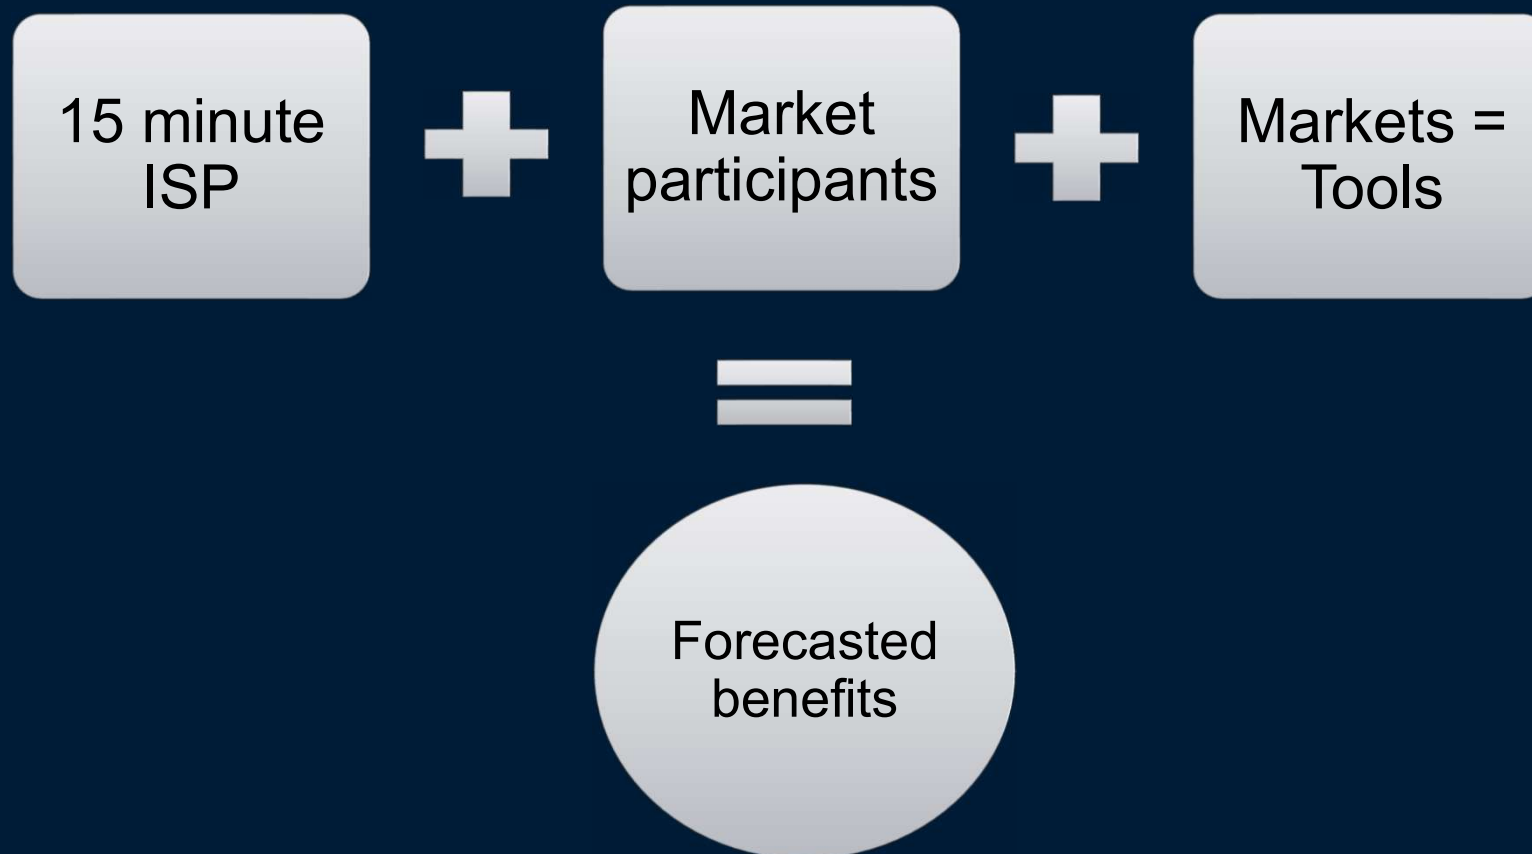 15 minute
ISP
Market
participants
Markets =
Tools
Forecasted
benefits